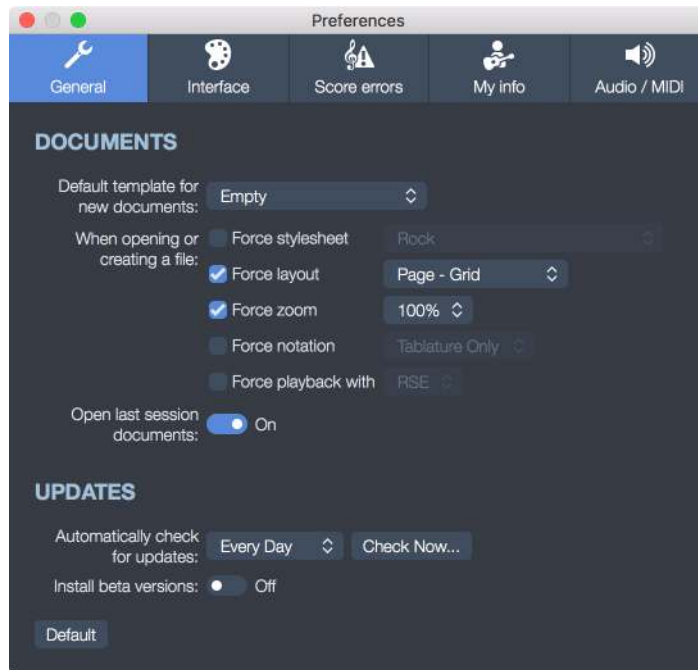 Preferences
General Interface Score errors My info Audio / MIDI
DOCUMENTS
Default template for
new documents: Empty
When opening or
creating a file: Force stylesheet Rock
Force layout Page - Grid
Force zoom 100%
Force notation Tablature Only
Force playback with RSE
Open last session
documents: On
UPDATES
Automatically check
for updates: Every Day Check Now...
Install beta versions: Off
Default